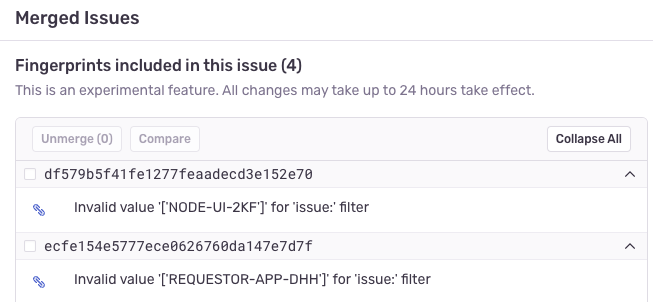 Merged Issues
Fingerprints included in this issue (4)
This is an experimental feature. All changes may take up to 24 hours take effect.
Unmerge (0) Compare Collapse All
df579b5f41fe1277feaadecd3e152e70
Invalid value '['NODE-UI-2KF']' for 'issue:' filter
ecfe154e5777ece0626760da147e7d7f
Invalid value '['REQUESTOR-APP-DHH']' for 'issue:' filter